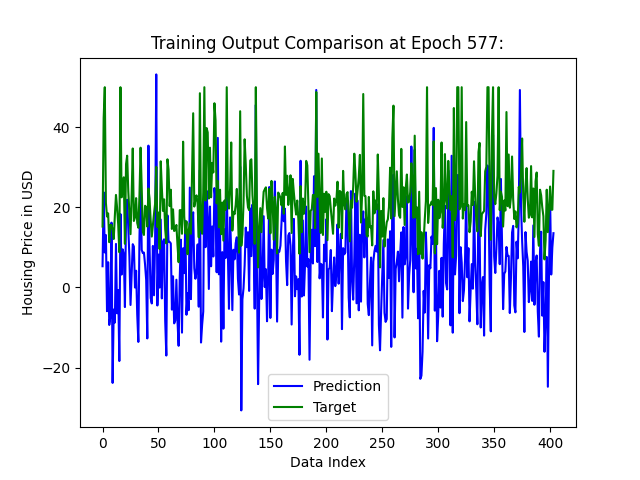 Training Output Comparison at Epoch 577:
Housing Price in USD
40
20
0
−20
Prediction
Target
0 50 100 150 200 250 300 350 400
Data Index